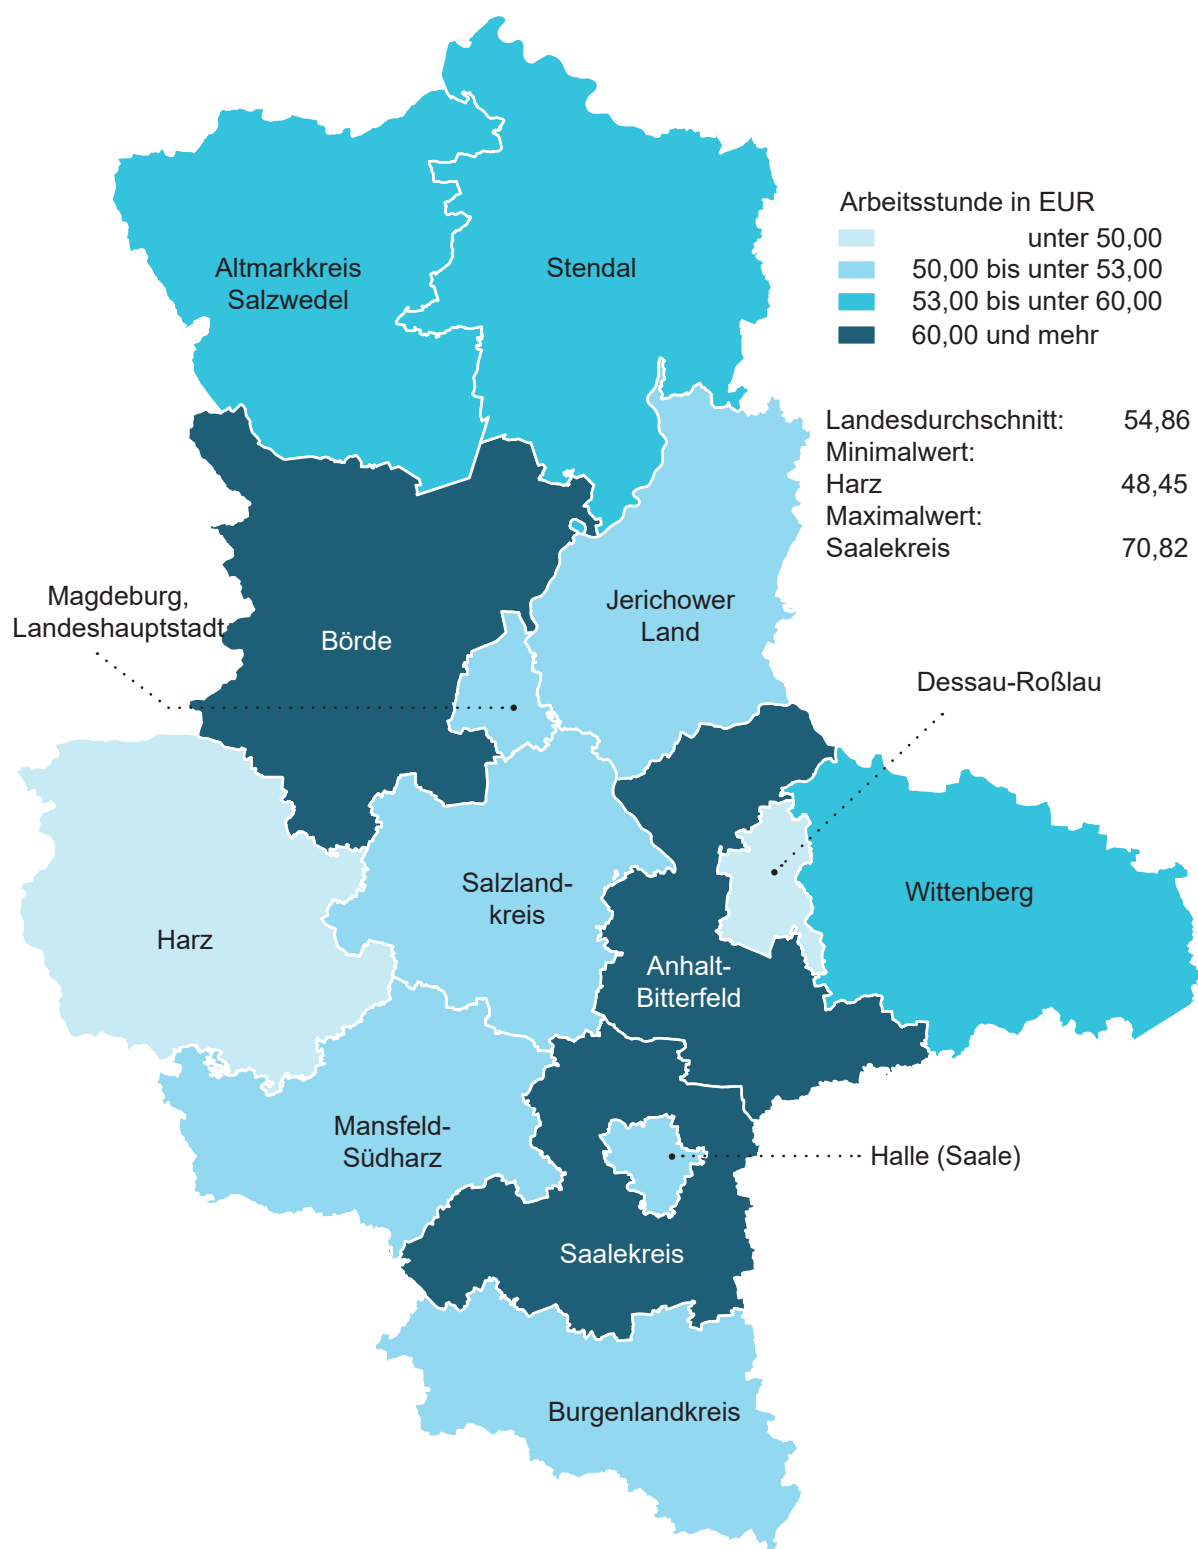 Arbeitsstunde in EUR
unter 50,00
50,00 bis unter 53,00
53,00 bis unter 60,00
60,00 und mehr
Altmarkkreis
Salzwedel
Stendal
Landesdurchschnitt: 54,86
Minimalwert:
Harz 48,45
Maximalwert:
Saalekreis 70,82
Magdeburg,
Landeshauptstadt
Börde
Jerichower
Land
Dessau-Roßlau
Harz
Salzland-
kreis
Wittenberg
Anhalt-
Bitterfeld
Mansfeld-
Südharz
Halle (Saale)
Saalekreis
Burgenlandkreis